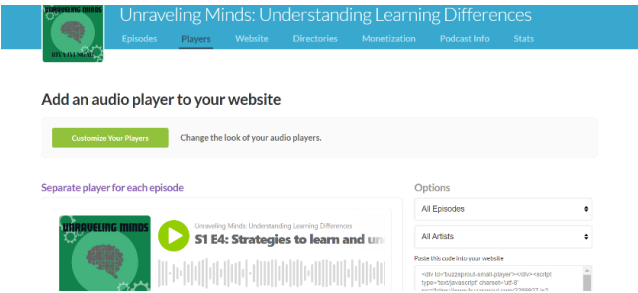 UNRAVELING MINDS
Unraveling Minds: Understanding Learning Differences
Episodes Players Website Directories Monetization Podcast Info Stats
Add an audio player to your website
Customize Your Players Change the look of your audio players.
Separate player for each episode
Options
All Episodes
UNRAVELING MINDS
Unraveling Minds: Understanding Learning Differences
S1 E4: Strategies to learn and un
All Artists
Paste this code into your website
<div id='buzzsprout-small-player'></div><script
type='text/javascript' charset='utf-8'